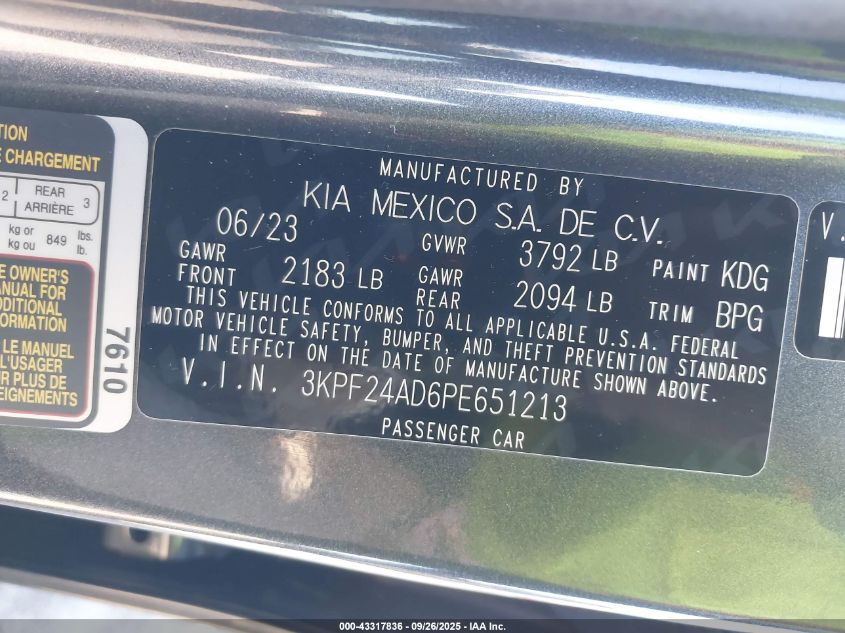 TION
E CHARGEMENT
2 REAR ARRIÈRE 3
kg or kg ou 849 lbs. lb.
E OWNER'S
ANUAL FOR
DDITIONAL
FORMATION
LE MANUEL
L'USAGER
R PLUS DE
SEIGNEMENTS
7610
MANUFACTURED BY
KIA MEXICO S.A. DE C.V.
06/23 GVWR 3792 LB PAINT KDG
GAWR FRONT 2183 LB GAWR REAR 2094 LB TRIM BPG
THIS VEHICLE CONFORMS TO ALL APPLICABLE U.S.A. FEDERAL
MOTOR VEHICLE SAFETY, BUMPER, AND THEFT PREVENTION STANDARDS
IN EFFECT ON THE DATE OF MANUFACTURE SHOWN ABOVE.
V.I.N. 3KPF24AD6PE651213
PASSENGER CAR
V.
000-43317836 - 09/26/2025 - IAA Inc.